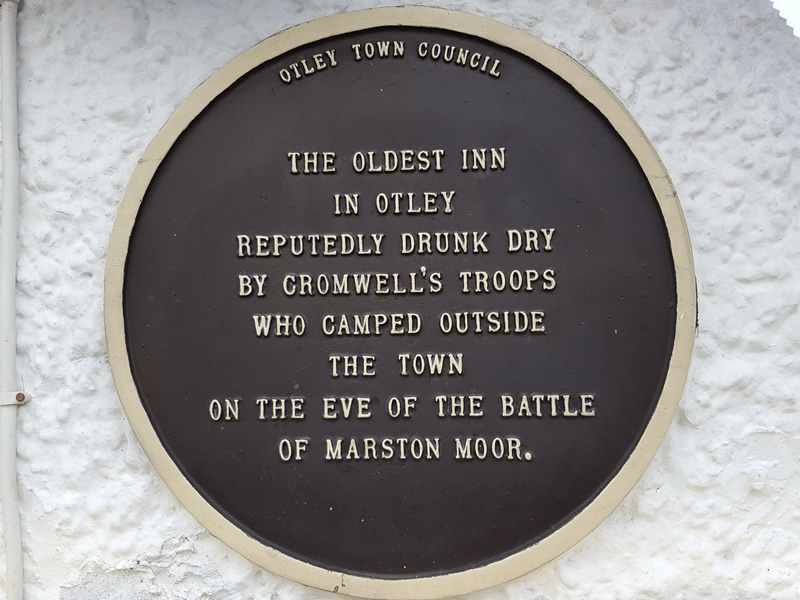 OTLEY TOWN COUNCIL
THE OLDEST INN
IN OTLEY
REPUTEDLY DRUNK DRY
BY CROMWELL'S TROOPS
WHO CAMPED OUTSIDE
THE TOWN
ON THE EVE OF THE BATTLE
OF MARSTON MOOR.